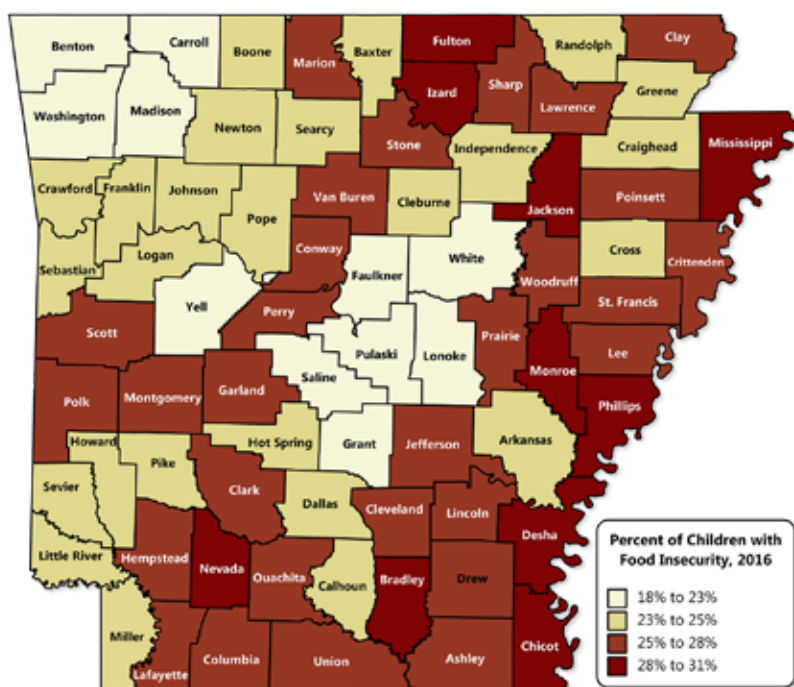 Benton
Carroll
Boone
Marion
Baxter
Fulton
Randolph
Clay
Izard
Sharp
Lawrence
Greene
Washington
Madison
Newton
Searcy
Stone
Independence
Craighead
Mississippi
Crawford
Franklin
Johnson
Pope
Van Buren
Cleburne
Jackson
Poinsett
Sebastian
Logan
Conway
Faulkner
White
Woodruff
Cross
Crittenden
Yell
Scott
Perry
Pulaski
Lonoke
Prairie
St. Francis
Lee
Monroe
Phillips
Saline
Polk
Montgomery
Garland
Hot Spring
Grant
Jefferson
Arkansas
Howard
Pike
Sevier
Clark
Dallas
Cleveland
Lincoln
Desha
Little River
Hempstead
Nevada
Ouachita
Calhoun
Bradley
Drew
Chicot
Miller
Lafayette
Columbia
Union
Ashley
Percent of Children with
Food Insecurity, 2016
18% to 23%
23% to 25%
25% to 28%
28% to 31%